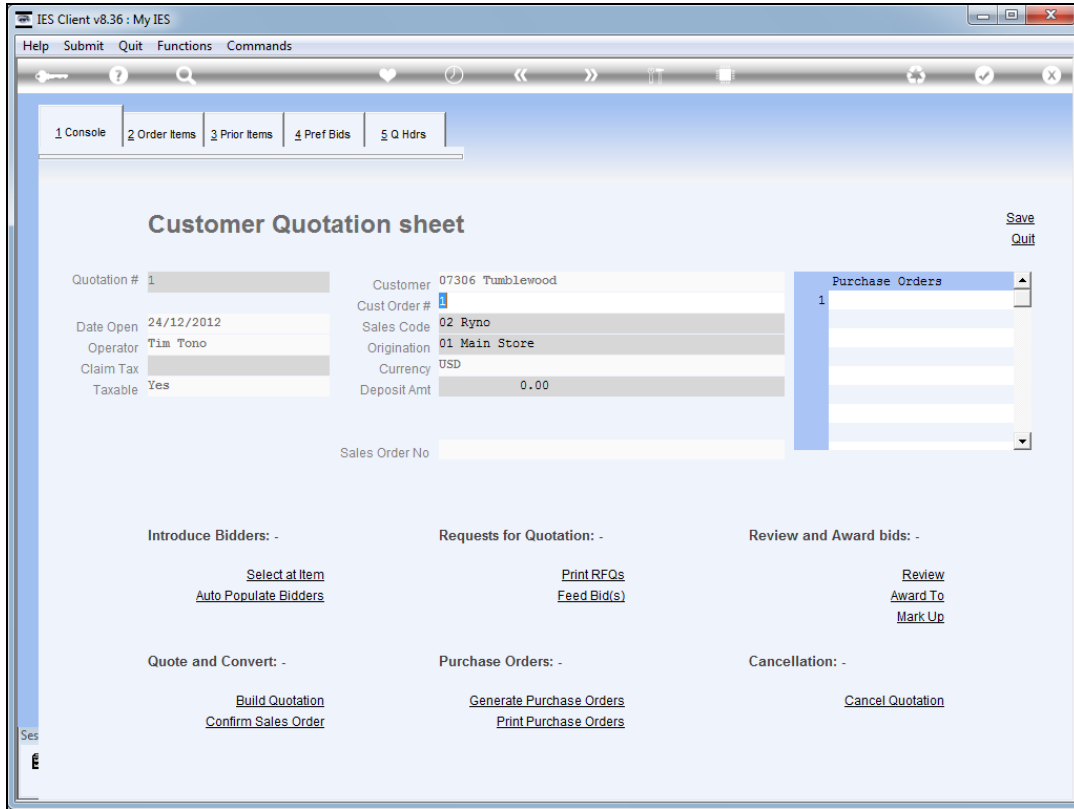 IES Client v8.36 : My IES
Help Submit Quit Functions Commands
1 Console 2 Order Items 3 Prior Items 4 Pref Bids 5 Q Hdrs
Customer Quotation sheet
Save
Quit
Quotation # 1
Customer 07306 Tumblewood
Purchase Orders
Cust Order # 1
1
Date Open 24/12/2012
Sales Code 02 Ryno
Operator Tim Tono
Origination 01 Main Store
Claim Tax
Currency USD
Taxable Yes
Deposit Amt 0.00
Sales Order No
Introduce Bidders: -
Requests for Quotation: -
Review and Award bids: -
Select at Item
Print RFQs
Review
Auto Populate Bidders
Feed Bid(s)
Award To
Mark Up
Quote and Convert: -
Purchase Orders: -
Cancellation: -
Build Quotation
Generate Purchase Orders
Cancel Quotation
Confirm Sales Order
Print Purchase Orders
Ses